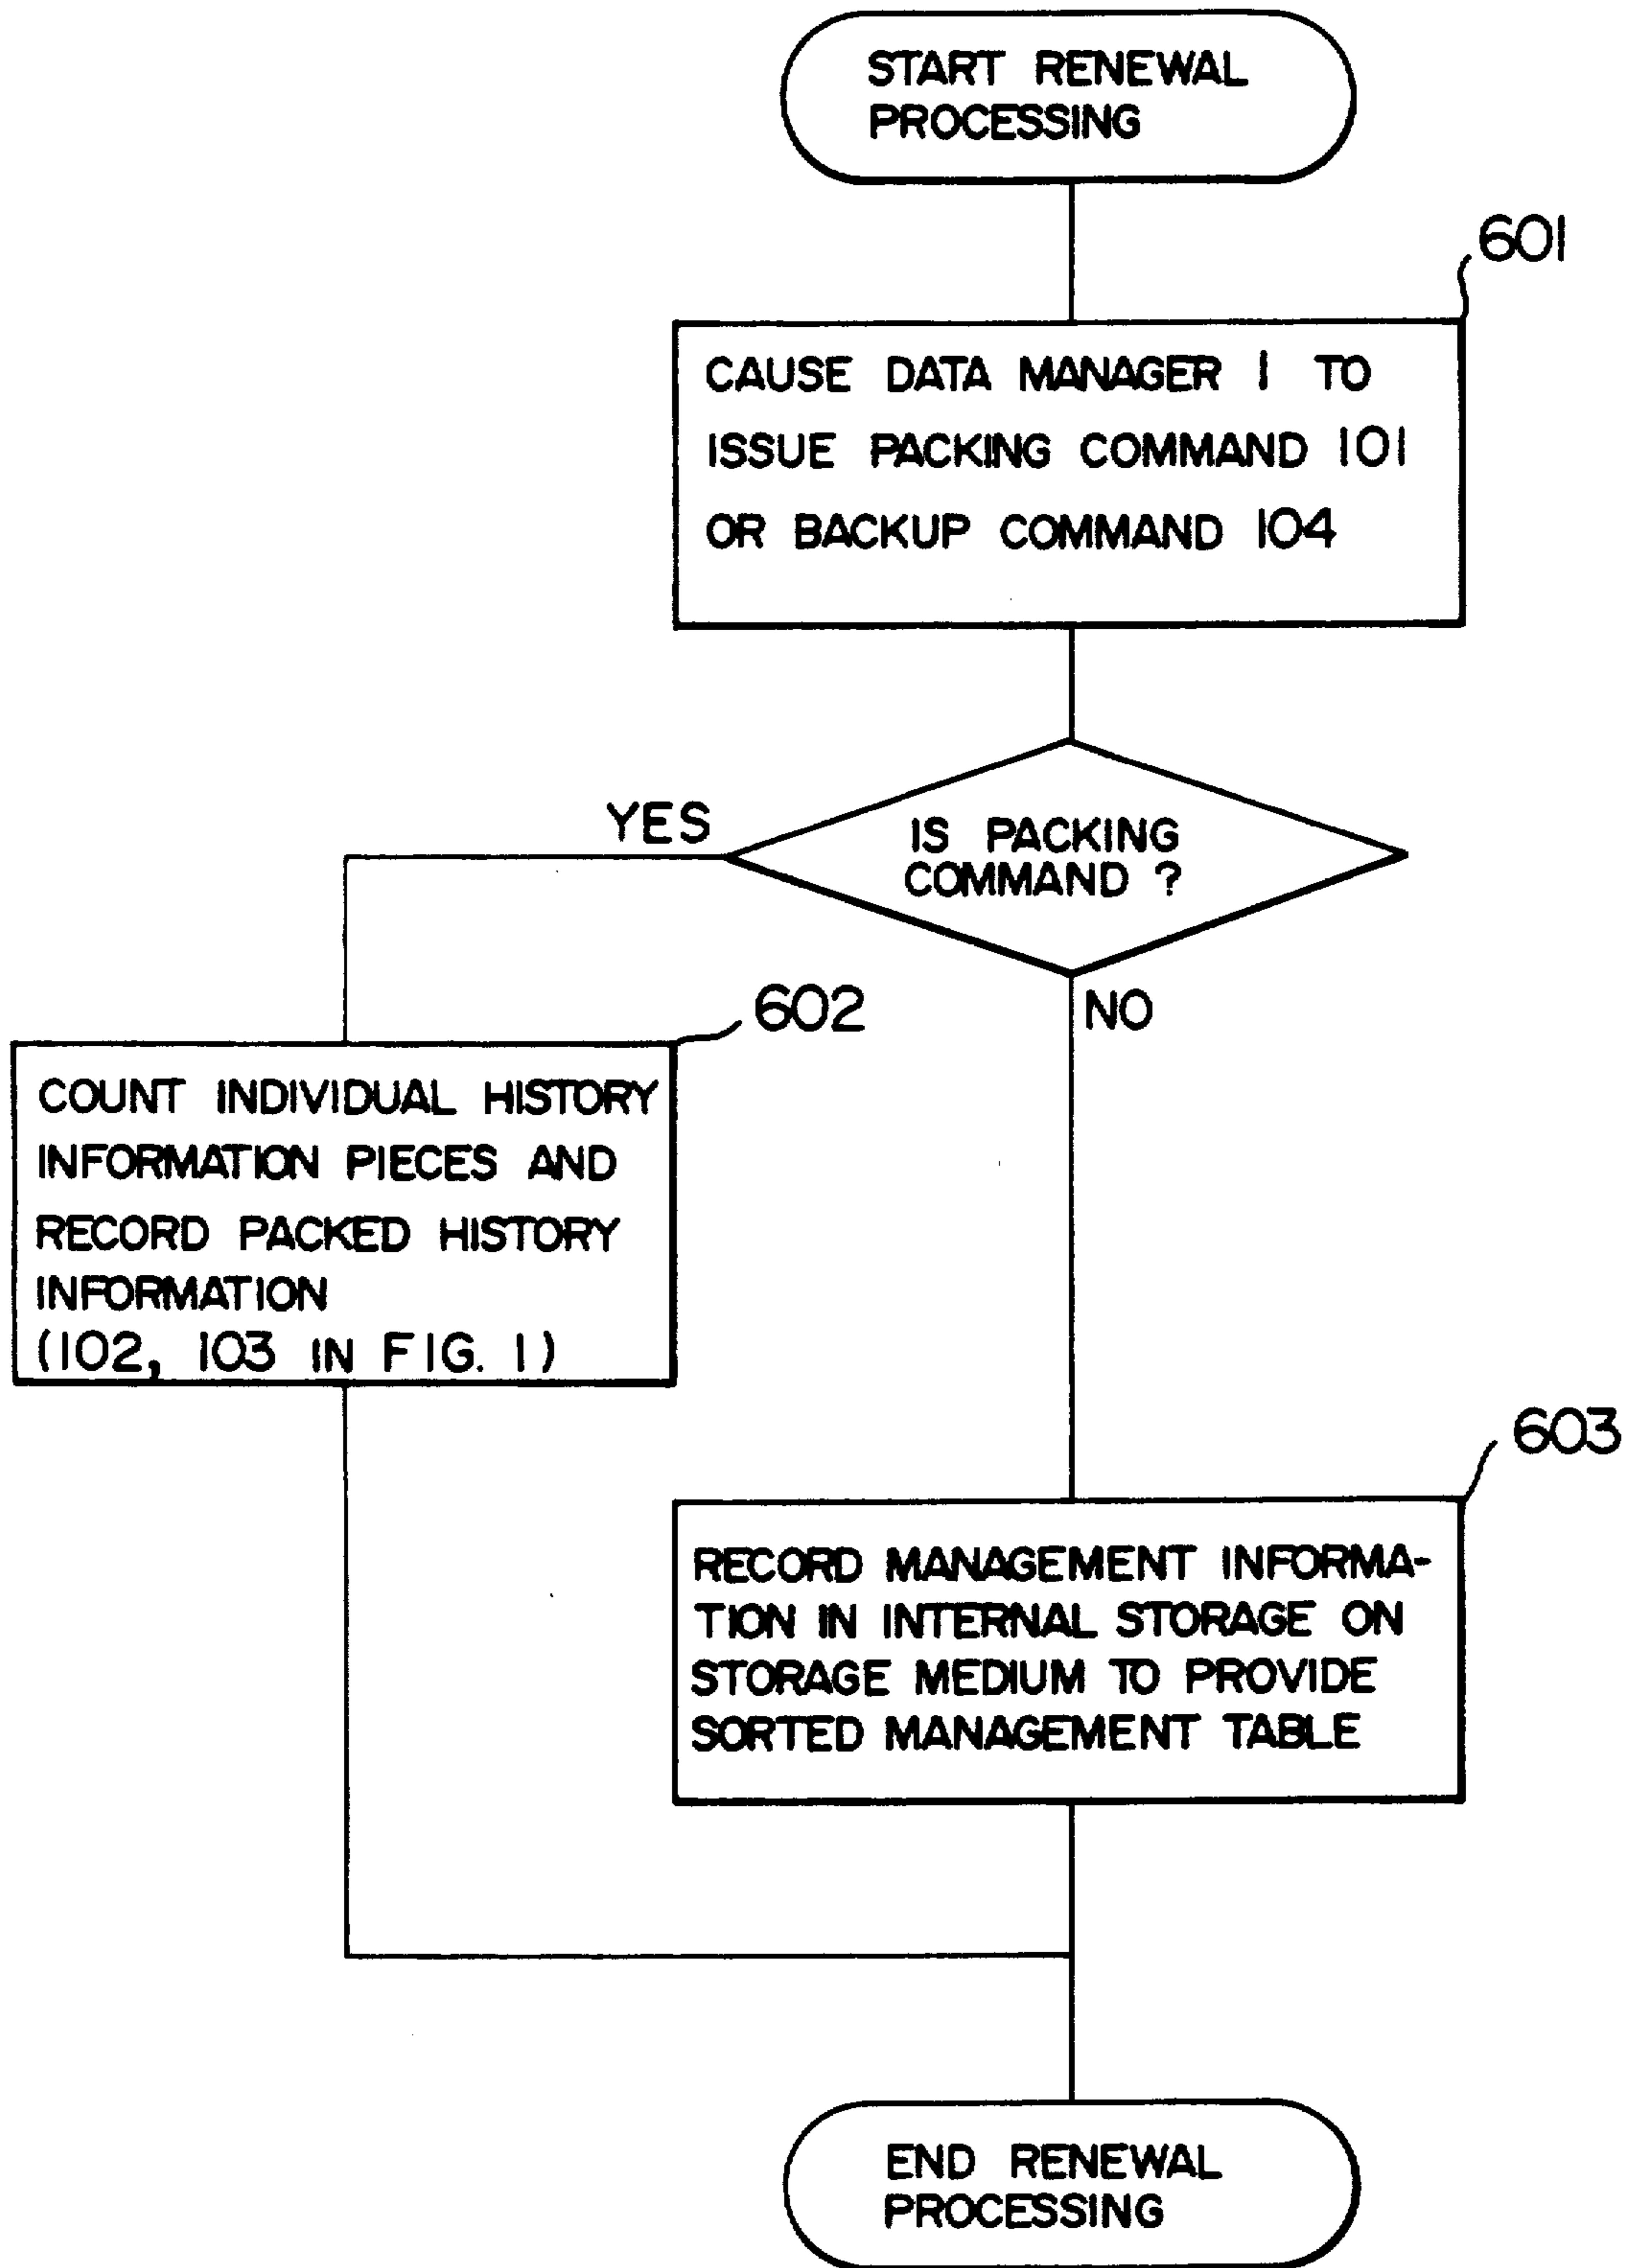 START RENEWAL
PROCESSING
601
CAUSE DATA MANAGER 1 TO
ISSUE PACKING COMMAND 101
OR BACKUP COMMAND 104
YES
IS PACKING
COMMAND ?
NO
602
COUNT INDIVIDUAL HISTORY
INFORMATION PIECES AND
RECORD PACKED HISTORY
INFORMATION
(102, 103 IN FIG. 1)
603
RECORD MANAGEMENT INFORMA-
TION IN INTERNAL STORAGE ON
STORAGE MEDIUM TO PROVIDE
SORTED MANAGEMENT TABLE
END RENEWAL
PROCESSING